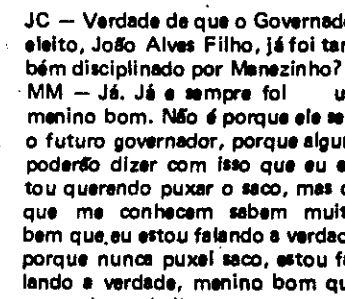 JC — Verdade de que o Governad
eleito, João Alves Filho, já foi tam
bém disciplinado por Menezinho?
MM — Já. Já e sempre foi u
menino bom. Não é porque ele se
o futuro governador, porque algu
poderão dizer com isso que eu e
tou querendo puxar o saco, mas o
que me conhecem sabem muit
bem que eu estou falando a verdad
porque nunca puxei saco, estou fa
lando a verdade, menino bom qu